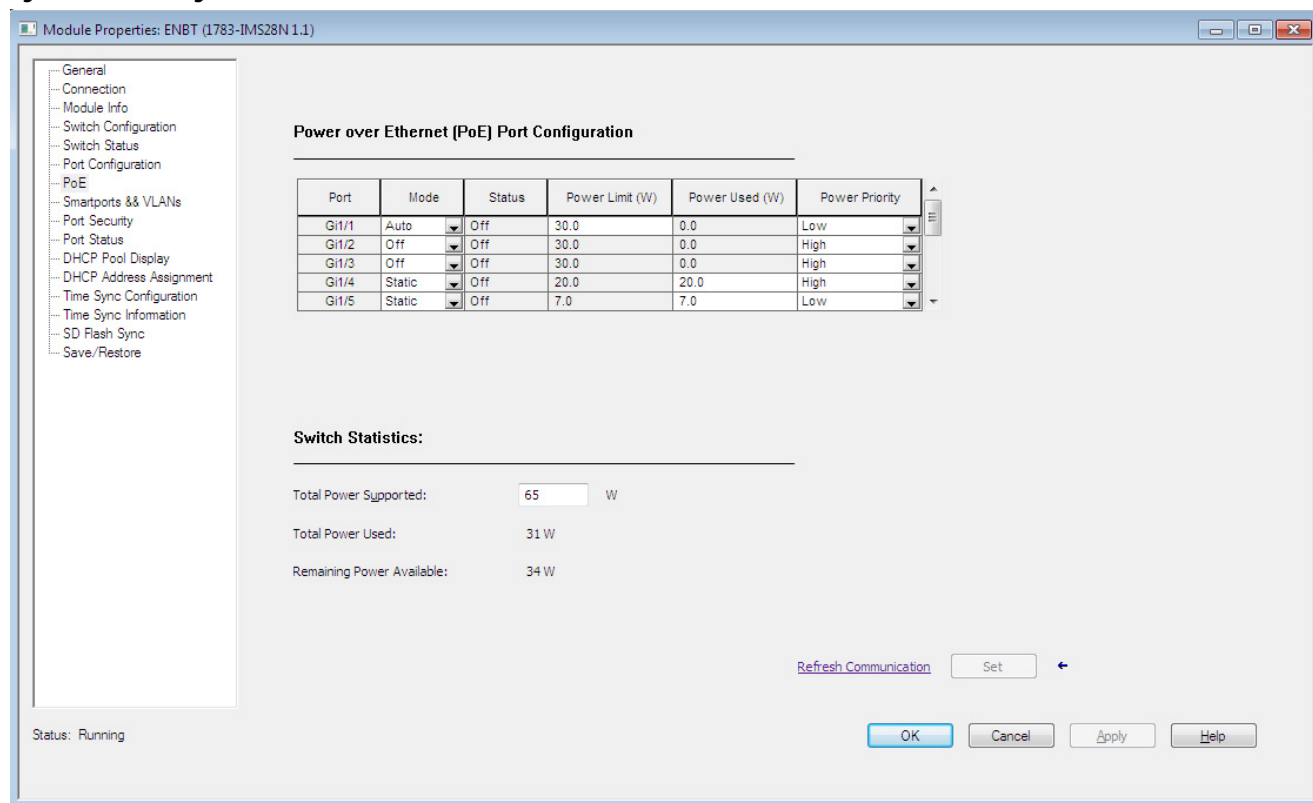 Module Properties: ENBT (1783-IMS28N 1.1)
General
Connection
Module Info
Switch Configuration
Switch Status
Port Configuration
PoE
Smartports && VLANs
Port Security
Port Status
DHCP Pool Display
DHCP Address Assignment
Time Sync Configuration
Time Sync Information
SD Flash Sync
Save/Restore
Power over Ethernet (PoE) Port Configuration
Port Mode Status Power Limit (W) Power Used (W) Power Priority
Gi1/1 Auto Off 30.0 0.0 Low
Gi1/2 Off Off 30.0 0.0 High
Gi1/3 Off Off 30.0 0.0 High
Gi1/4 Static Off 20.0 20.0 High
Gi1/5 Static Off 7.0 7.0 Low
Switch Statistics:
Total Power Supported: 65 W
Total Power Used: 31 W
Remaining Power Available: 34 W
Refresh Communication Set
Status: Running
OK Cancel Apply Help